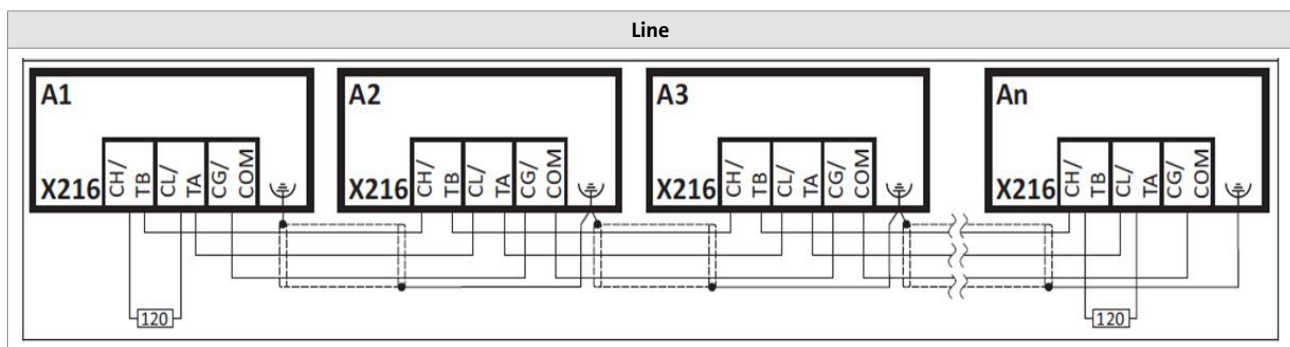 Line
A1
A2
A3
An
X216 CH/ TB CL/ TA CG/ COM
X216 CH/ TB CL/ TA CG/ COM
X216 CH/ TB CL/ TA CG/ COM
X216 CH/ TB CL/ TA CG/ COM
120
120